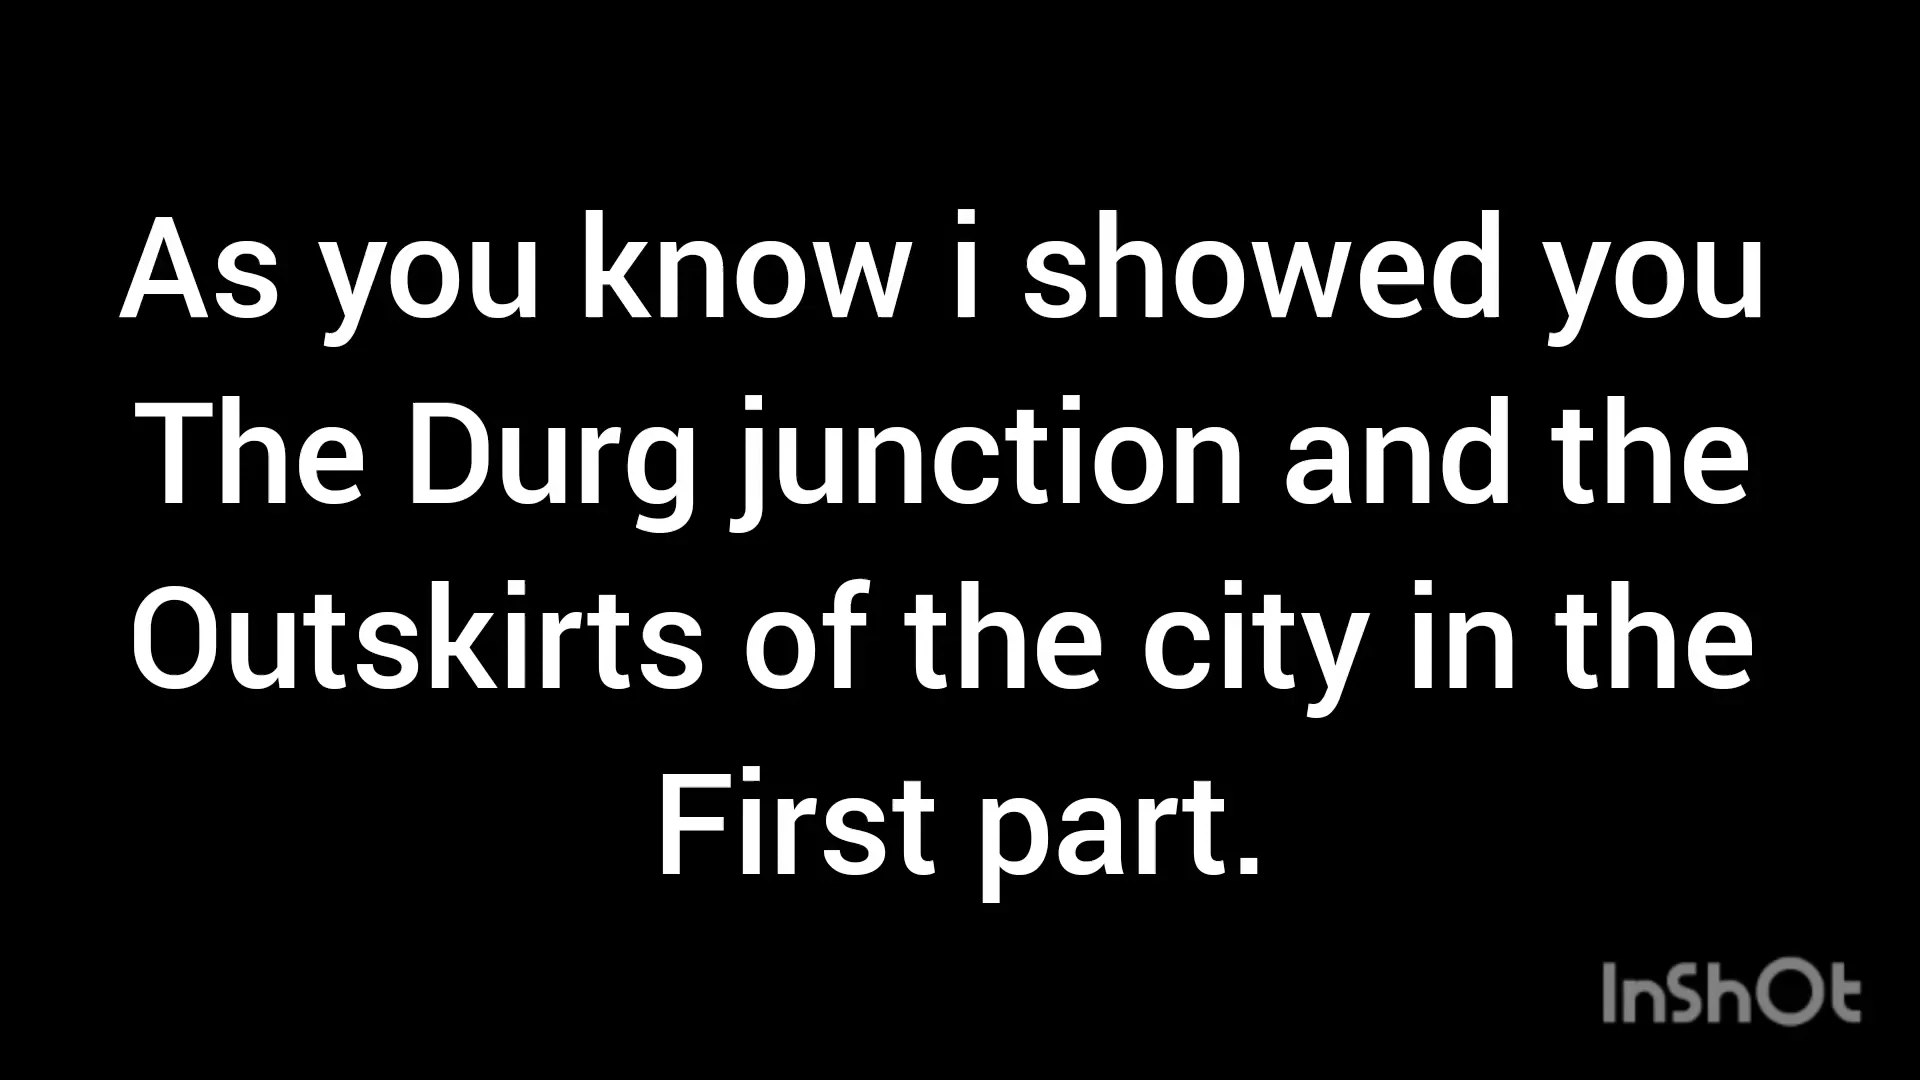 As you know i showed you
The Durg junction and the
Outskirts of the city in the
First part.
InShOt